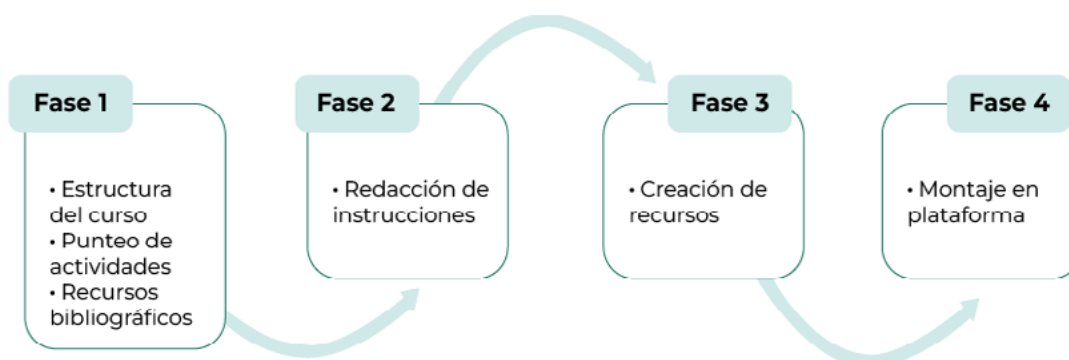 Fase 1
• Estructura
del curso
• Punteo de
actividades
• Recursos
bibliográficos
Fase 2
• Redacción de
instrucciones
Fase 3
• Creación de
recursos
Fase 4
• Montaje en
plataforma